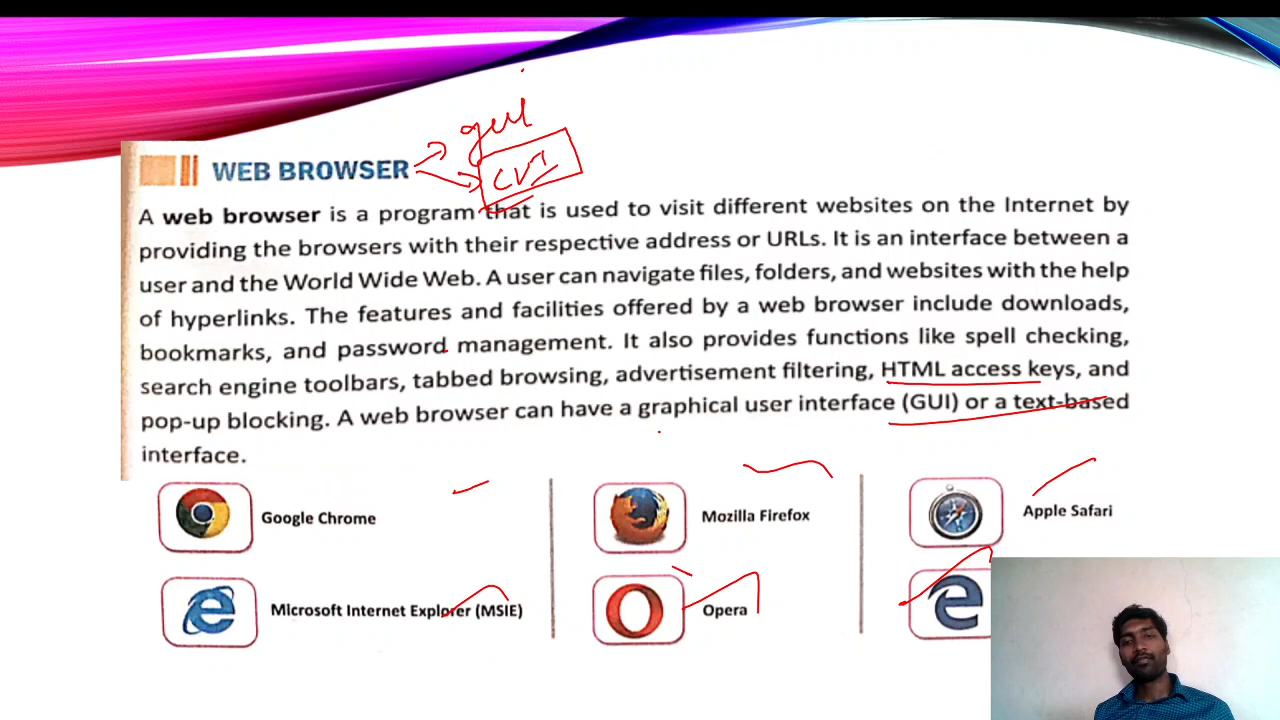 gui
WEB BROWSER
CUI
A web browser is a program that is used to visit different websites on the Internet by
providing the browsers with their respective address or URLs. It is an interface between a
user and the World Wide Web. A user can navigate files, folders, and websites with the help
of hyperlinks. The features and facilities offered by a web browser include downloads,
bookmarks, and password management. It also provides functions like spell checking,
search engine toolbars, tabbed browsing, advertisement filtering, HTML access keys, and
pop-up blocking. A web browser can have a graphical user interface (GUI) or a text-based
interface.
Google Chrome
Mozilla Firefox
Apple Safari
Microsoft Internet Explorer (MSIE)
Opera